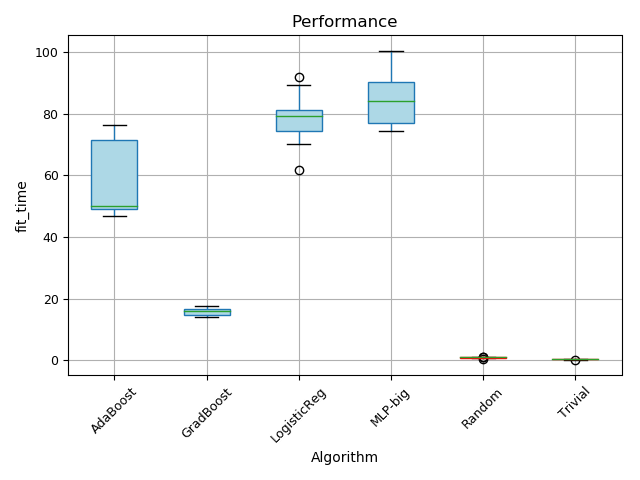 Performance
100
80
60
40
20
0
fit_time
AdaBoost
GradBoost
LogisticReg
MLP-big
Random
Trivial
Algorithm